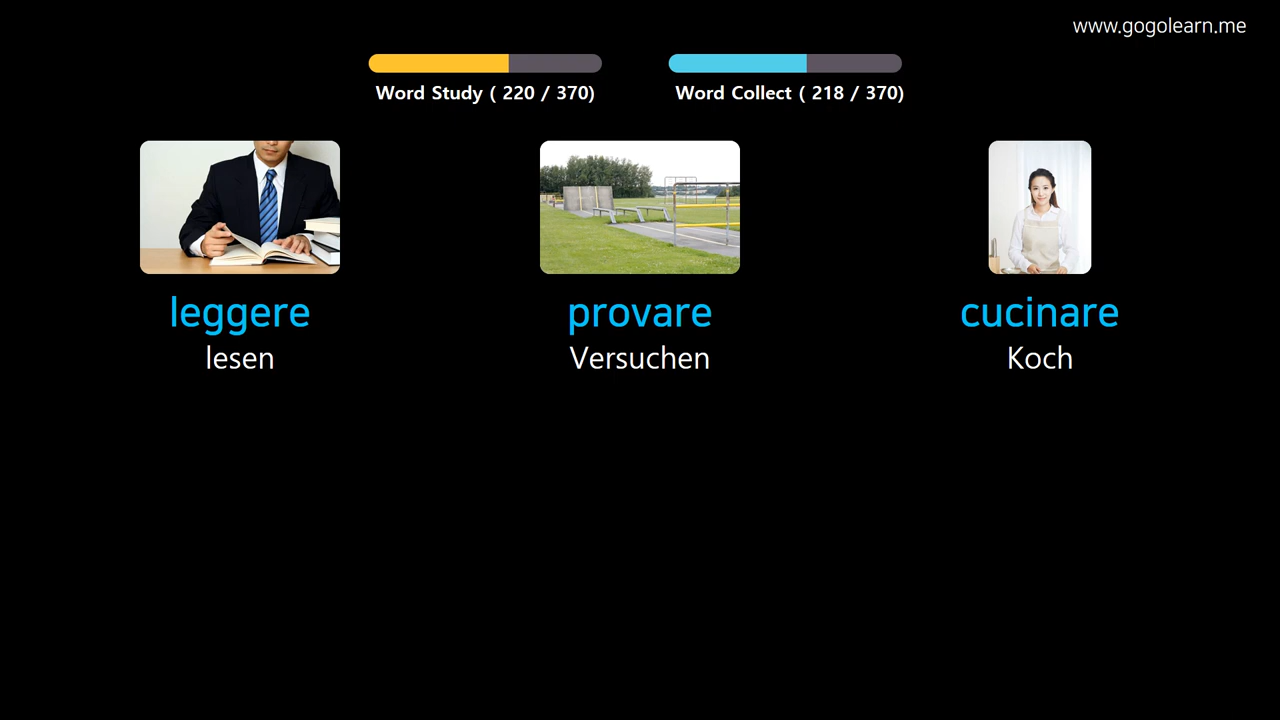 www.gogolearn.me
Word Study ( 220 / 370)
Word Collect ( 218 / 370)
leggere
provare
cucinare
lesen
Versuchen
Koch